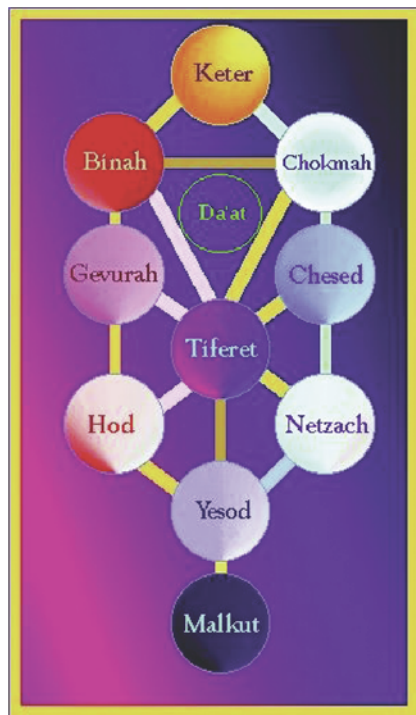 Keter
Binah
Chokmah
Da'at
Gevurah
Chesed
Tiferet
Hod
Netzach
Yesod
Malkut